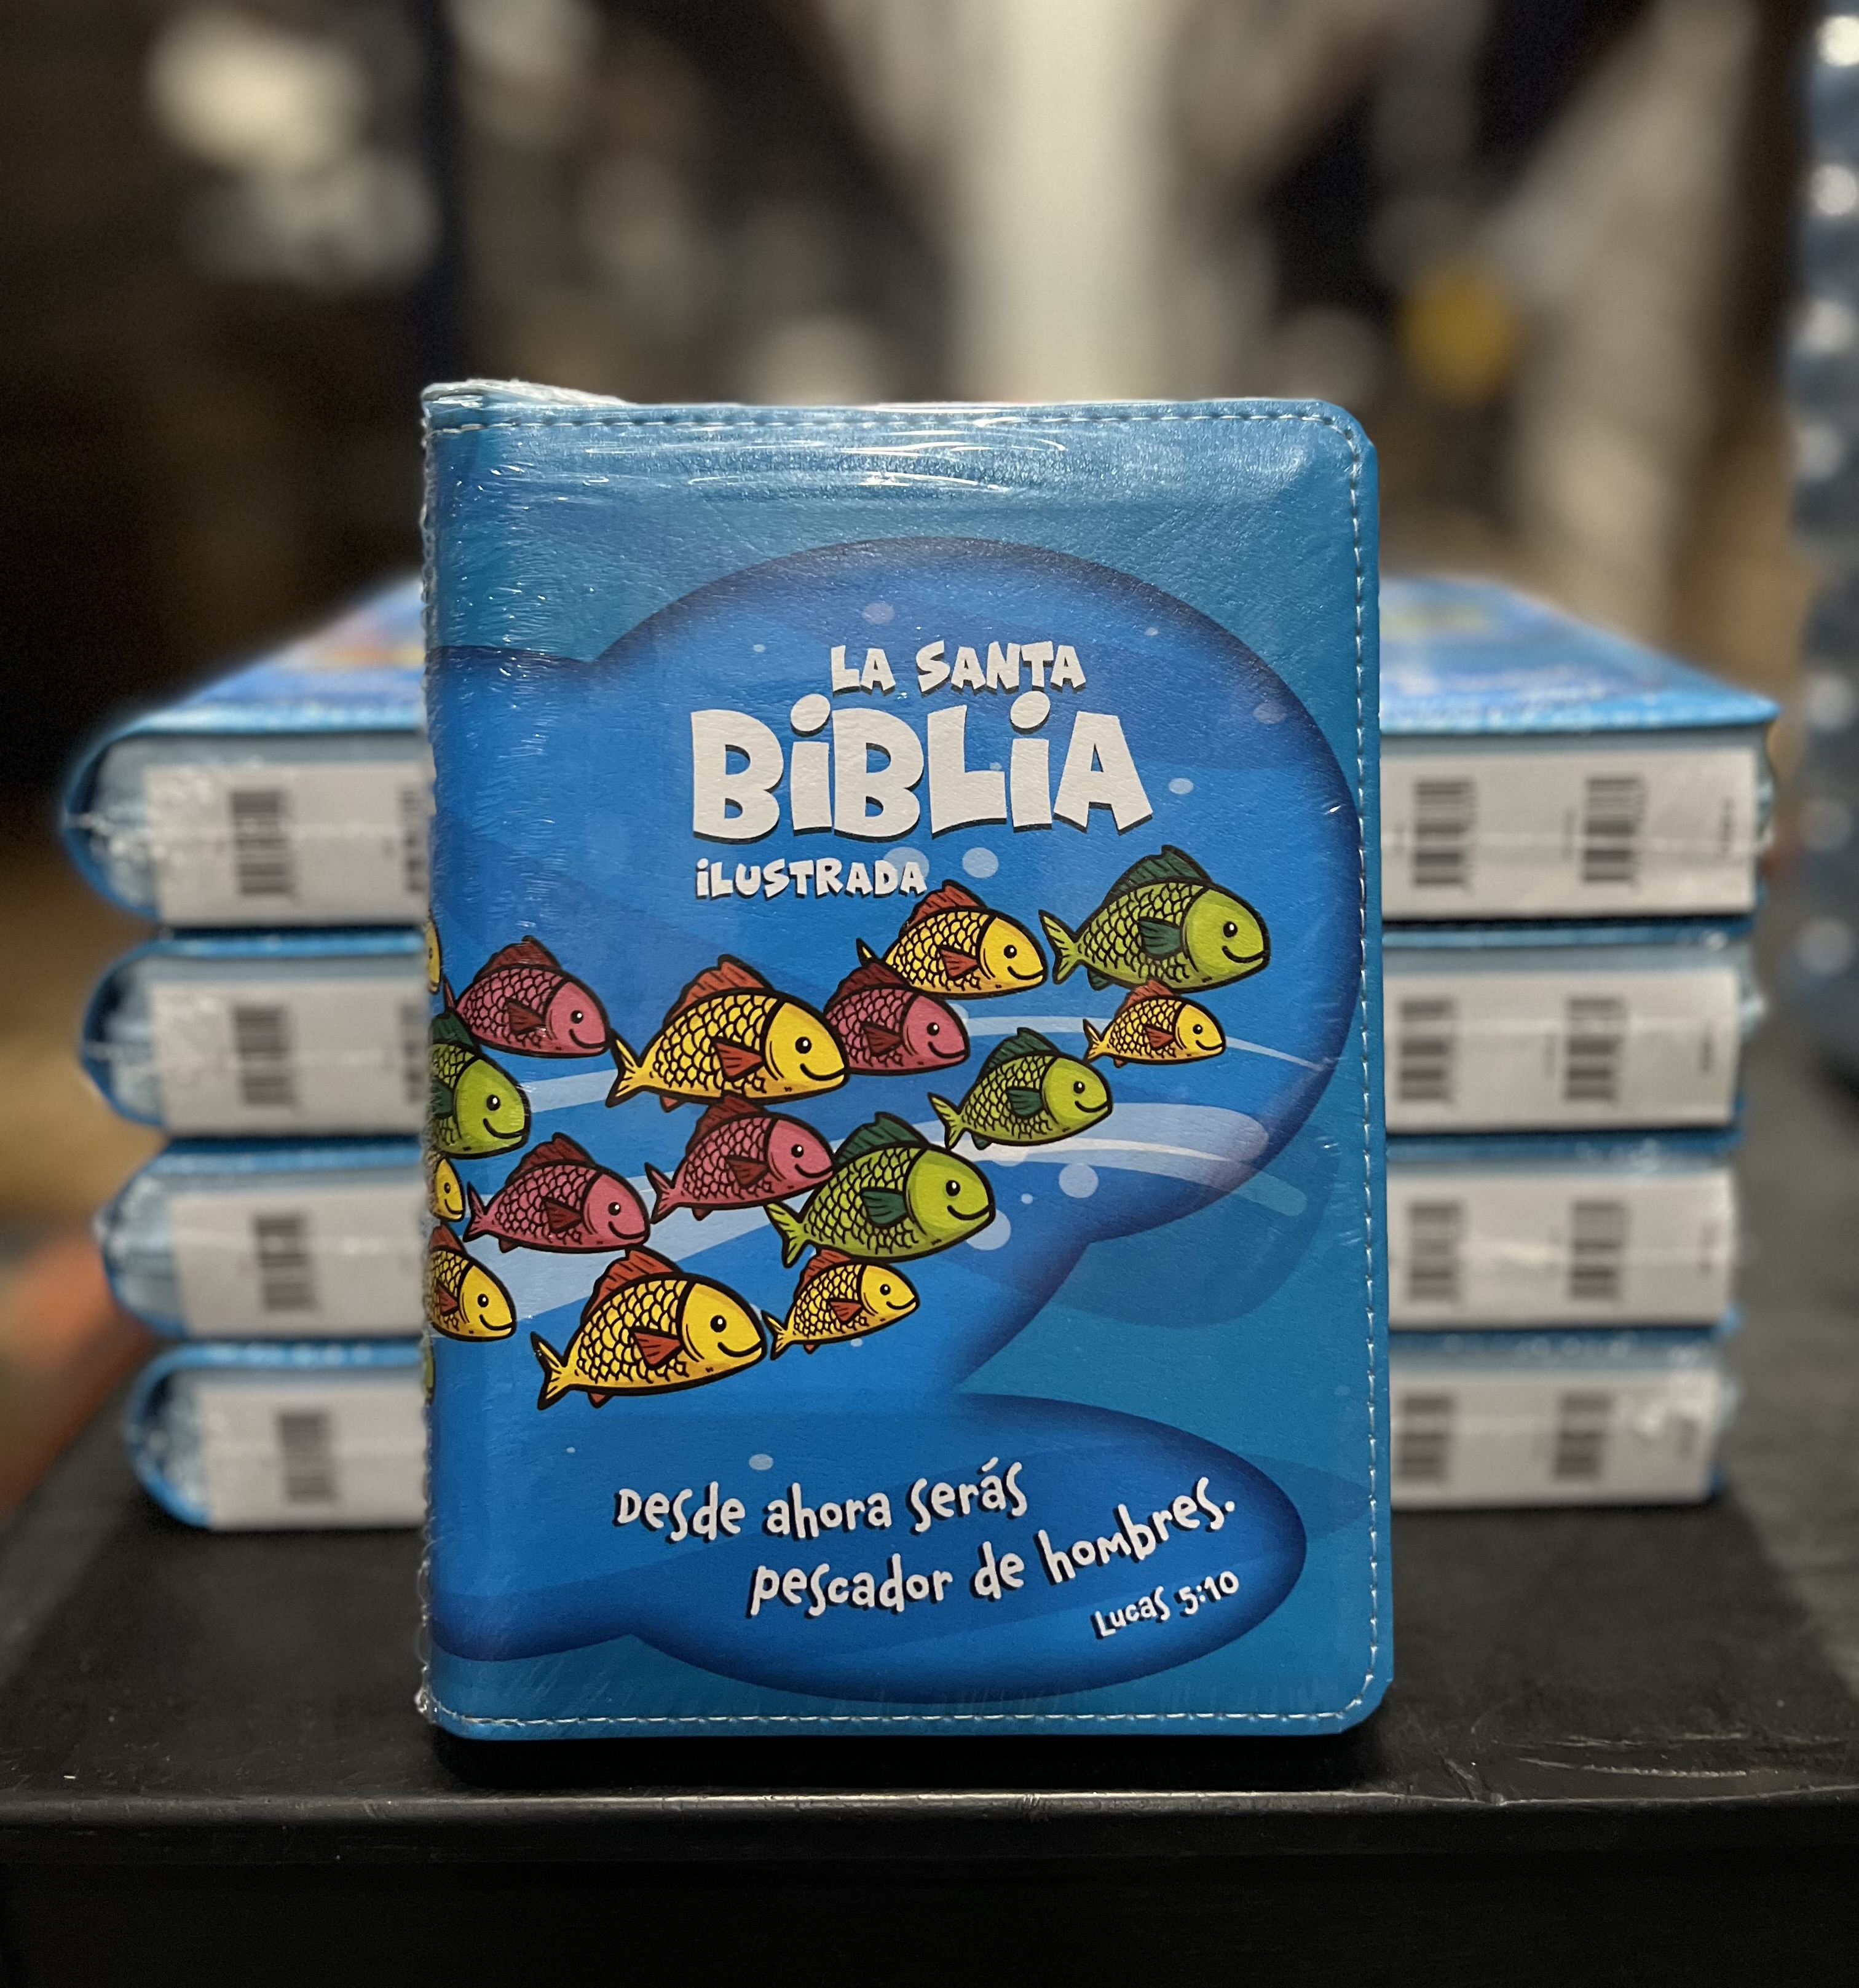 LA SANTA
BiBLiA
iLUSTRADA
Desde ahora serás
pescador de hombres.
Lucas 5:10